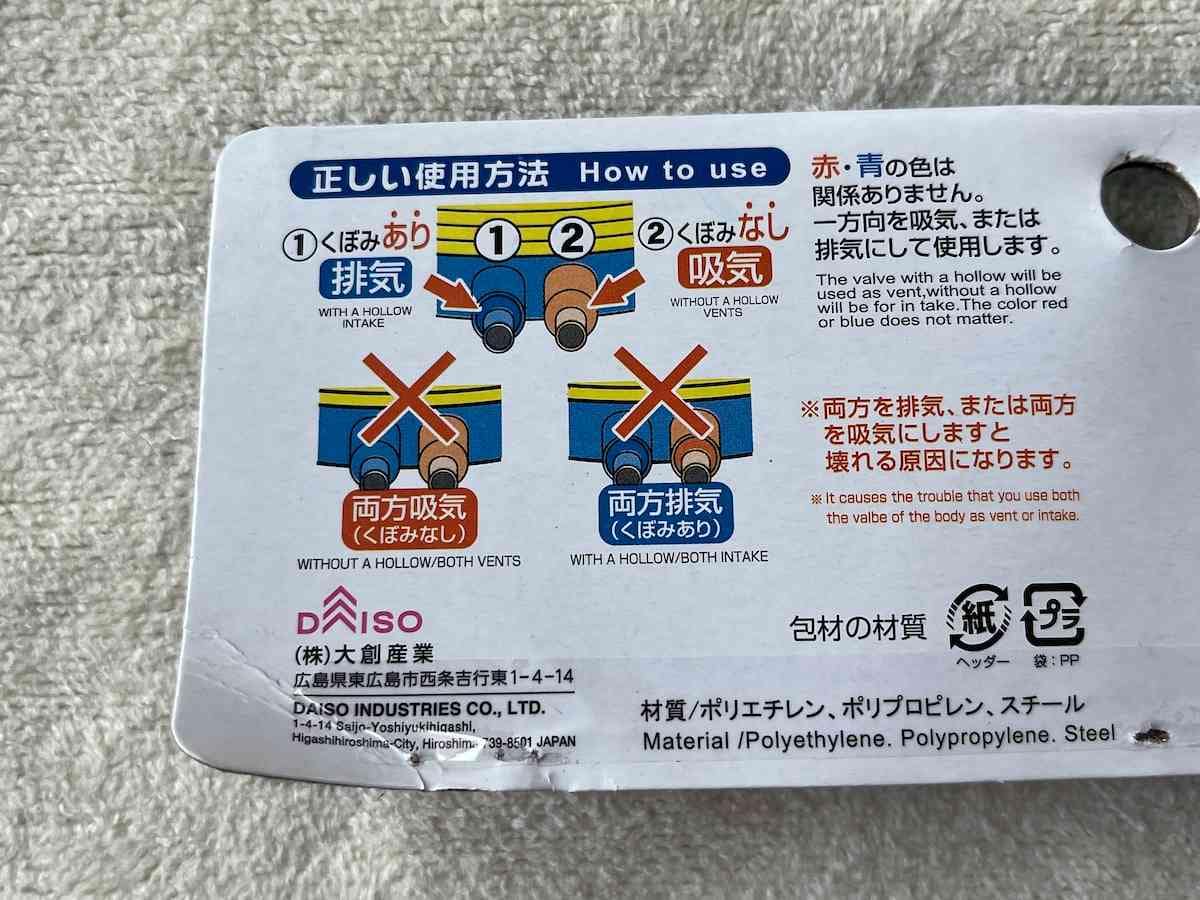 正しい使用方法 How to use
①くぼみあり
排気
WITH A HOLLOW
INTAKE
① ②
②くぼみなし
吸気
WITHOUT A HOLLOW
VENTS
両方吸気
(くぼみなし)
WITHOUT A HOLLOW/BOTH VENTS
両方排気
(くぼみあり)
WITH A HOLLOW/BOTH INTAKE
赤・青の色は
関係ありません。
一方向を吸気、または
排気にして使用します。
The valve with a hollow will be
used as vent,without a hollow
will be for in take.The color red
or blue does not matter.
※両方を排気、または両方
を吸気にしますと
壊れる原因になります。
※It causes the trouble that you use both
the valbe of the body as vent or intake.
DAISO
(株)大創産業
広島県東広島市西条吉行東1-4-14
DAISO INDUSTRIES CO., LTD.
1-4-14 Saijo-Yoshiyukihigashi,
Higashihiroshima-City, Hiroshima 739-8501 JAPAN
包材の材質
紙
ヘッダー
プラ
袋:PP
材質/ポリエチレン、ポリプロピレン、スチール
Material /Polyethylene. Polypropylene. Steel